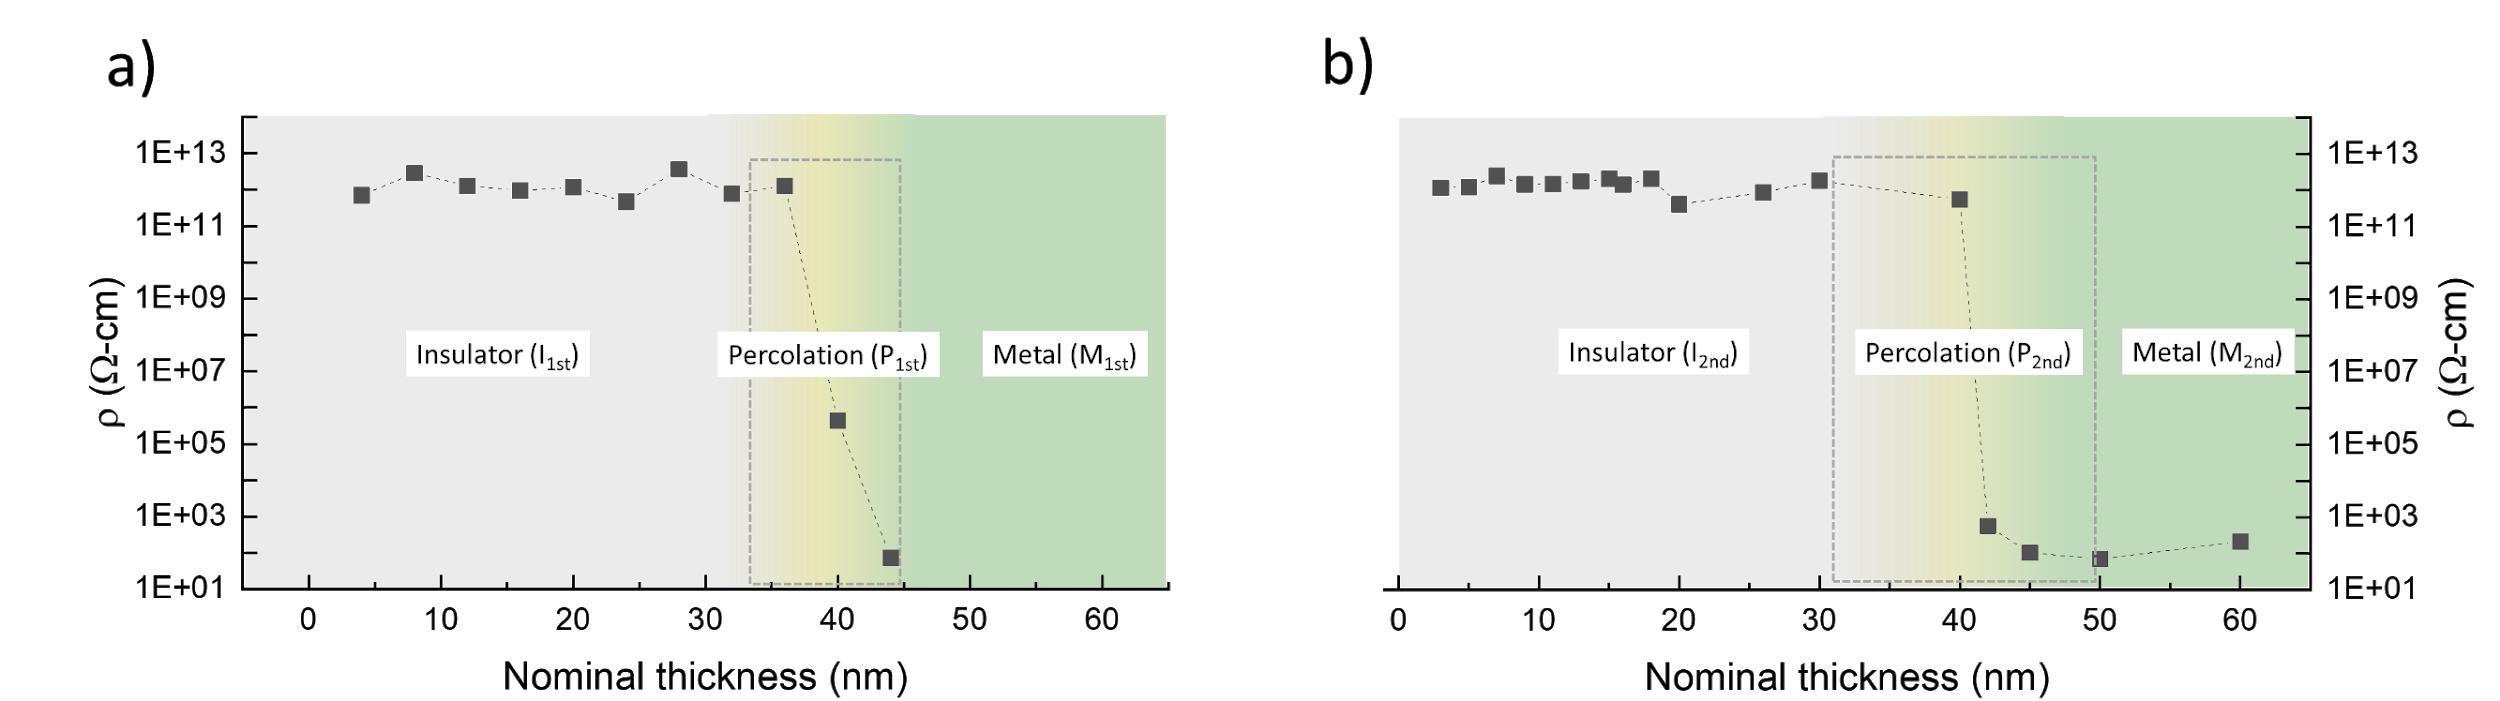 a)
1E+13
1E+11
1E+09
1E+07
1E+05
1E+03
1E+01
ρ (Ω-cm)
Insulator (I1st)
Percolation (P1st)
Metal (M1st)
0 10 20 30 40 50 60
Nominal thickness (nm)
b)
Insulator (I2nd)
Percolation (P2nd)
Metal (M2nd)
1E+13
1E+11
1E+09
1E+07
1E+05
1E+03
1E+01
ρ (Ω-cm)
0 10 20 30 40 50 60
Nominal thickness (nm)